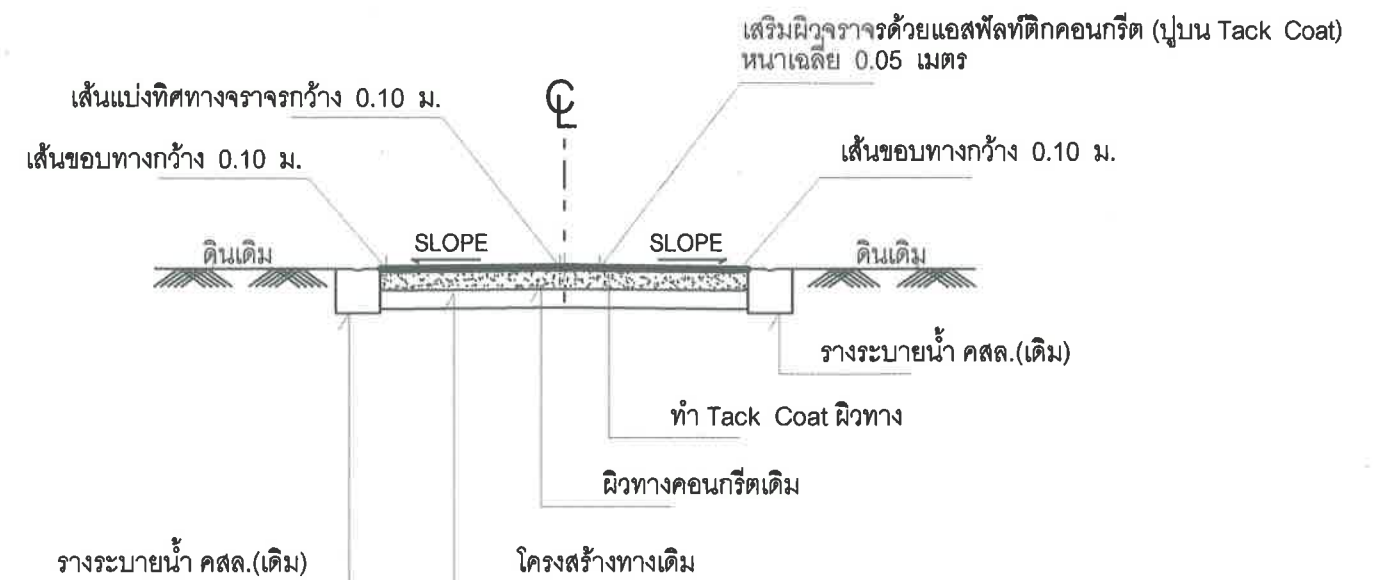 เสริมผิวจราจรด้วยแอสฟัลท์ติกคอนกรีต (ปูบน Tack Coat)
หนาเฉลี่ย 0.05 เมตร
เส้นแบ่งทิศทางจราจรกว้าง 0.10 ม.
℄
เส้นขอบทางกว้าง 0.10 ม.
เส้นขอบทางกว้าง 0.10 ม.
ดินเดิม
SLOPE
SLOPE
ดินเดิม
รางระบายน้ำ คสล.(เดิม)
ทำ Tack Coat ผิวทาง
ผิวทางคอนกรีตเดิม
รางระบายน้ำ คสล.(เดิม)
โครงสร้างทางเดิม